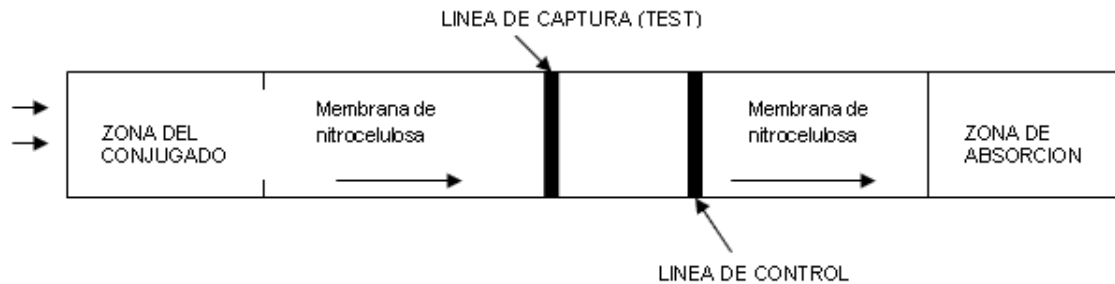 LINEA DE CAPTURA (TEST)
ZONA DEL
CONJUGADO
Membrana de
nitrocelulosa
Membrana de
nitrocelulosa
ZONA DE
ABSORCION
LINEA DE CONTROL